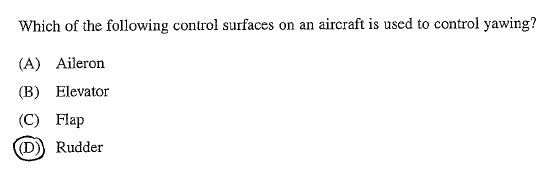 Which of the following control surfaces on an aircraft is used to control yawing?
(A) Aileron
(B) Elevator
(C) Flap
(D) Rudder